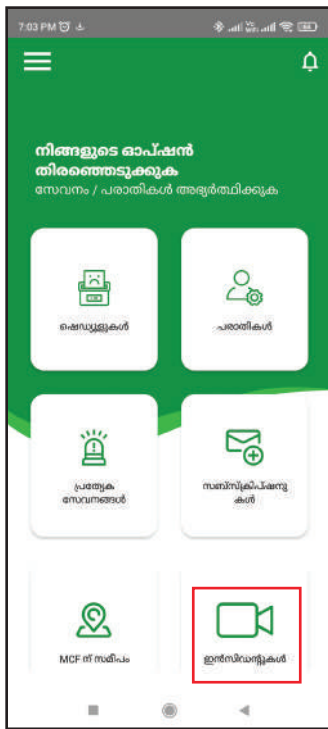 7:03 PM
നിങ്ങളുടെ ഓപ്ഷൻ
തിരഞ്ഞെടുക്കുക
സേവനം / പരാതികൾ അഭ്യർത്ഥിക്കുക
ഷെഡ്യൂളുകൾ
പരാതികൾ
പ്രത്യേക
സേവനങ്ങൾ
സബ്സ്ക്രിപ്ഷനു
കൾ
MCF ന് സമീപം
ഇൻസിഡന്റുകൾ